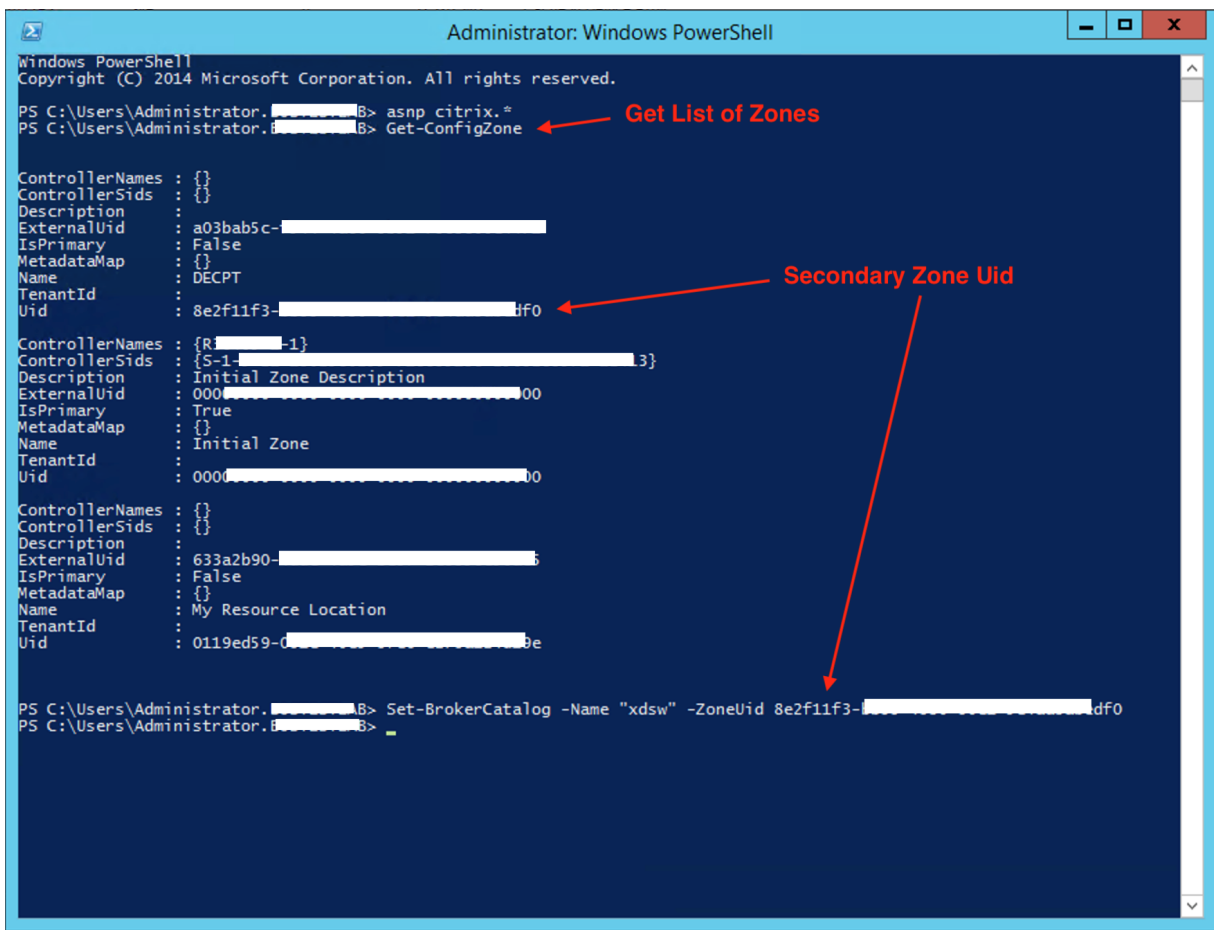 Administrator: Windows PowerShell
Windows PowerShell
Copyright (C) 2014 Microsoft Corporation. All rights reserved.
PS C:\Users\Administrator. B> asnp citrix.*
Get List of Zones
PS C:\Users\Administrator. B> Get-ConfigZone
ControllerNames : {}
ControllerSids : {}
Description :
ExternalUid : a03bab5c-
IsPrimary : False
MetadataMap : {}
Name : DECPT
Secondary Zone Uid
TenantId :
Uid : 8e2f11f3- df0
ControllerNames : {R -1}
ControllerSids : {S-1- 13}
Description : Initial Zone Description
ExternalUid : 000 00
IsPrimary : True
MetadataMap : {}
Name : Initial Zone
TenantId :
Uid : 000 00
ControllerNames : {}
ControllerSids : {}
Description :
ExternalUid : 633a2b90-
IsPrimary : False
MetadataMap : {}
Name : My Resource Location
TenantId :
Uid : 0119ed59- 9e
PS C:\Users\Administrator. B> Set-BrokerCatalog -Name "xdsw" -ZoneUid 8e2f11f3- df0
PS C:\Users\Administrator. B>